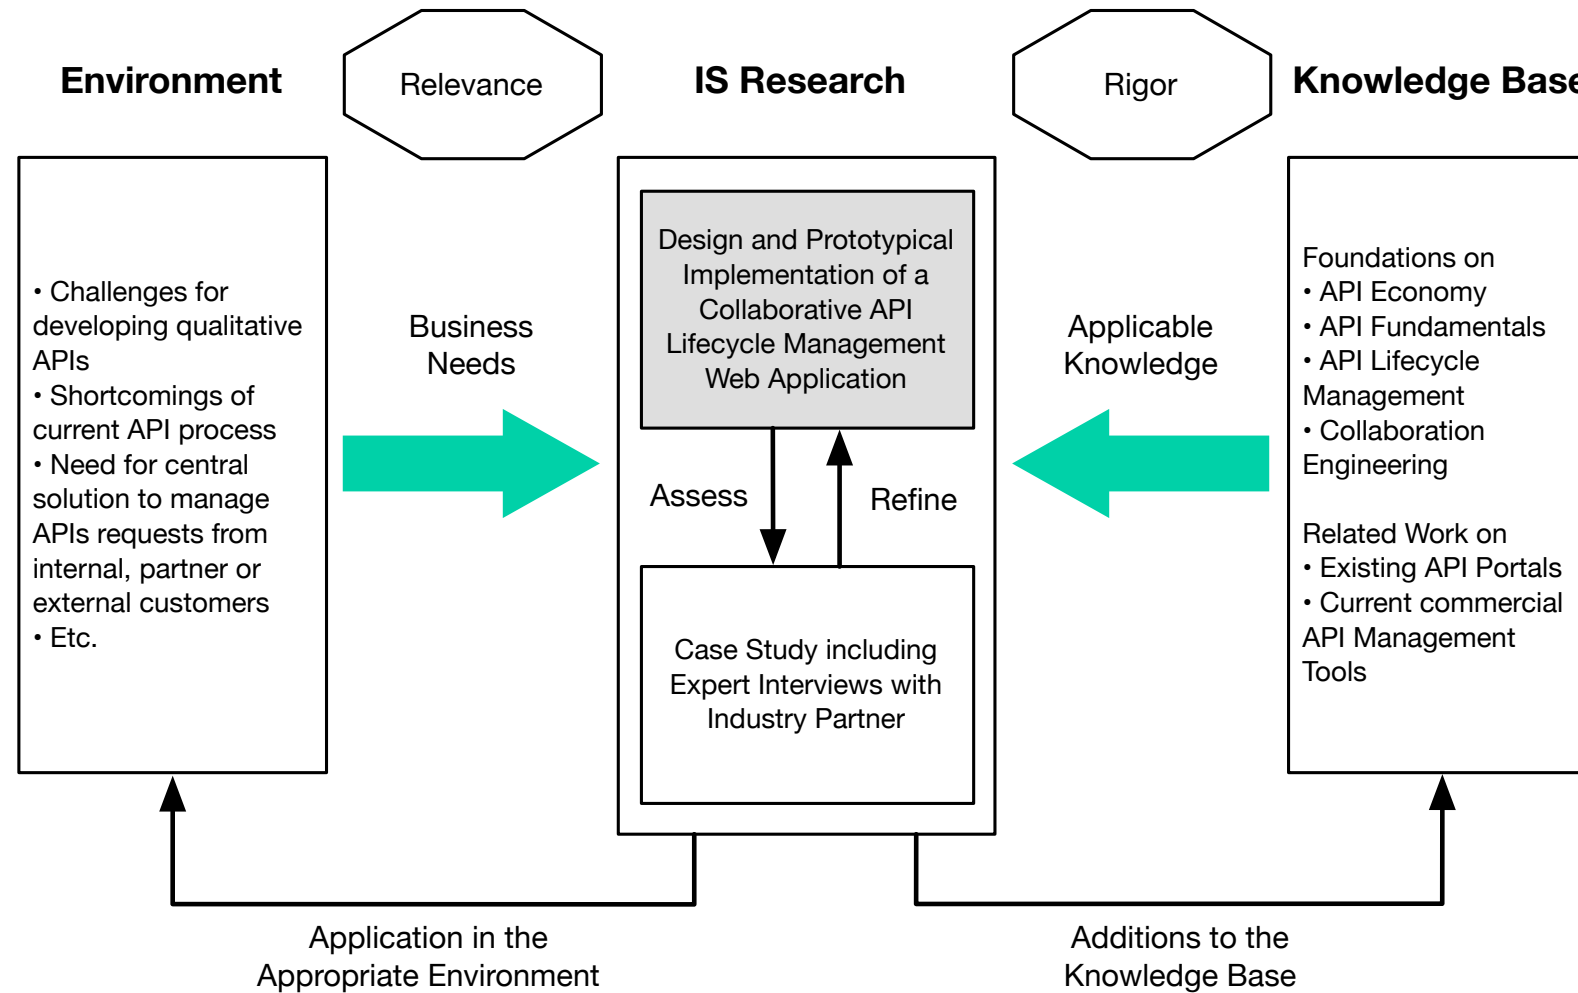 Environment
Relevance
IS Research
Rigor
Knowledge Base
• Challenges for
developing qualitative
APIs
• Shortcomings of
current API process
• Need for central
solution to manage
APIs requests from
internal, partner or
external customers
• Etc.
Business
Needs
Design and Prototypical
Implementation of a
Collaborative API
Lifecycle Management
Web Application
Assess
Refine
Case Study including
Expert Interviews with
Industry Partner
Applicable
Knowledge
Foundations on
• API Economy
• API Fundamentals
• API Lifecycle
Management
• Collaboration
Engineering
Related Work on
• Existing API Portals
• Current commercial
API Management
Tools
Application in the
Appropriate Environment
Additions to the
Knowledge Base